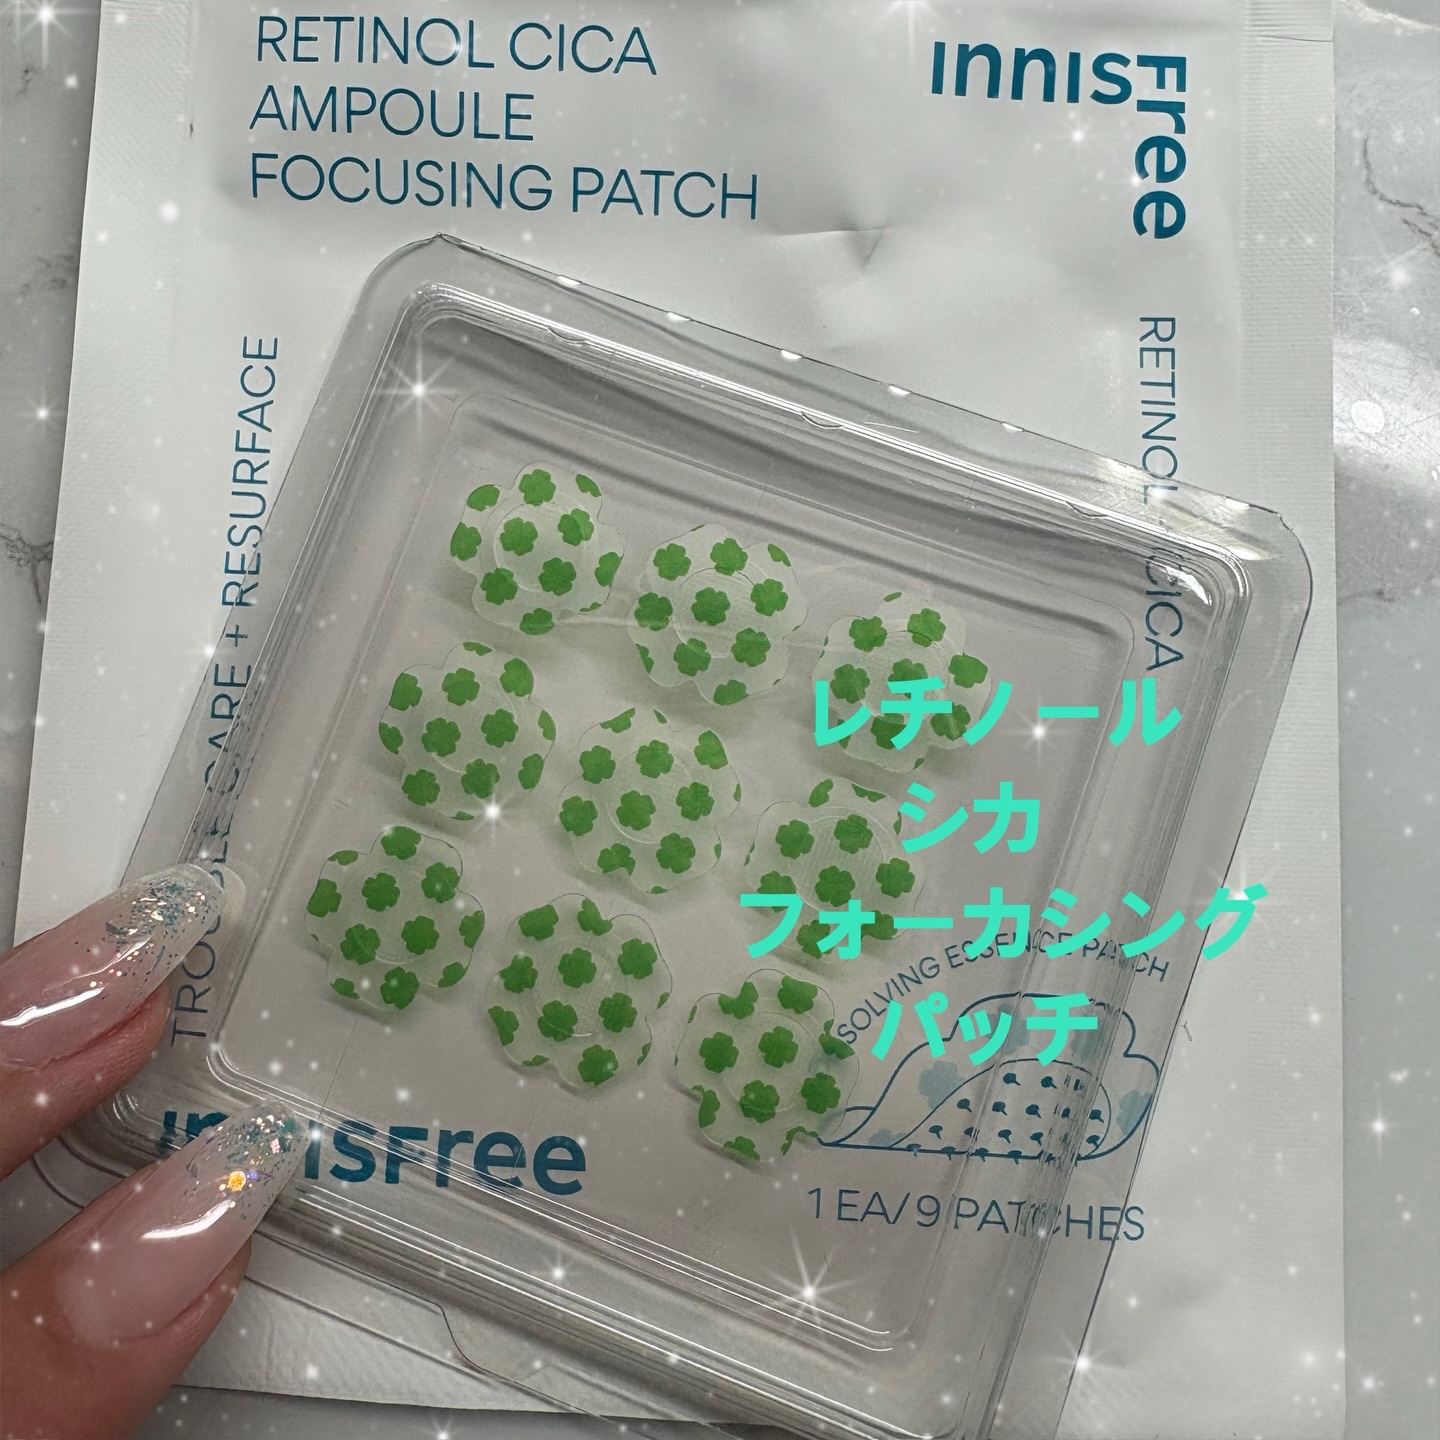 RETINOL CICA
AMPOULE
FOCUSING PATCH
innisfree
RETINOL CICA
TROUBLE CARE + RESURFACE
レチノール
シカ
フォーカシング
パッチ
SOLVING ESSENCE PATCH
innisfree
1 EA/ 9 PATCHES